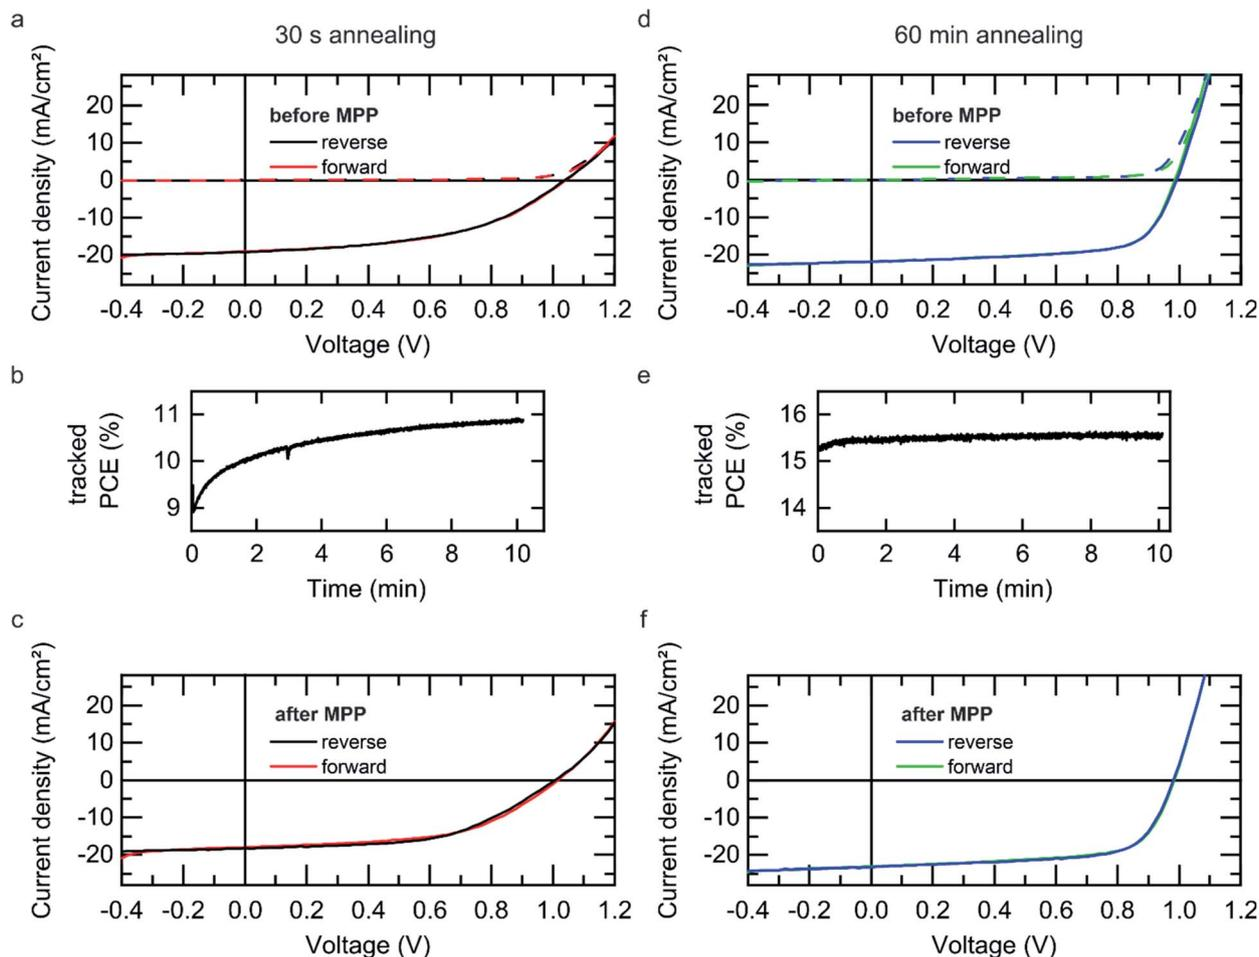 a
30 s annealing
Current density (mA/cm²)
20
10
0
-10
-20
before MPP
reverse
forward
-0.4 -0.2 0.0 0.2 0.4 0.6 0.8 1.0 1.2
Voltage (V)
d
60 min annealing
Current density (mA/cm²)
20
10
0
-10
-20
before MPP
reverse
forward
-0.4 -0.2 0.0 0.2 0.4 0.6 0.8 1.0 1.2
Voltage (V)
b
tracked
PCE (%)
11
10
9
0 2 4 6 8 10
Time (min)
e
tracked
PCE (%)
16
15
14
0 2 4 6 8 10
Time (min)
c
Current density (mA/cm²)
20
10
0
-10
-20
after MPP
reverse
forward
-0.4 -0.2 0.0 0.2 0.4 0.6 0.8 1.0 1.2
Voltage (V)
f
Current density (mA/cm²)
20
10
0
-10
-20
after MPP
reverse
forward
-0.4 -0.2 0.0 0.2 0.4 0.6 0.8 1.0 1.2
Voltage (V)